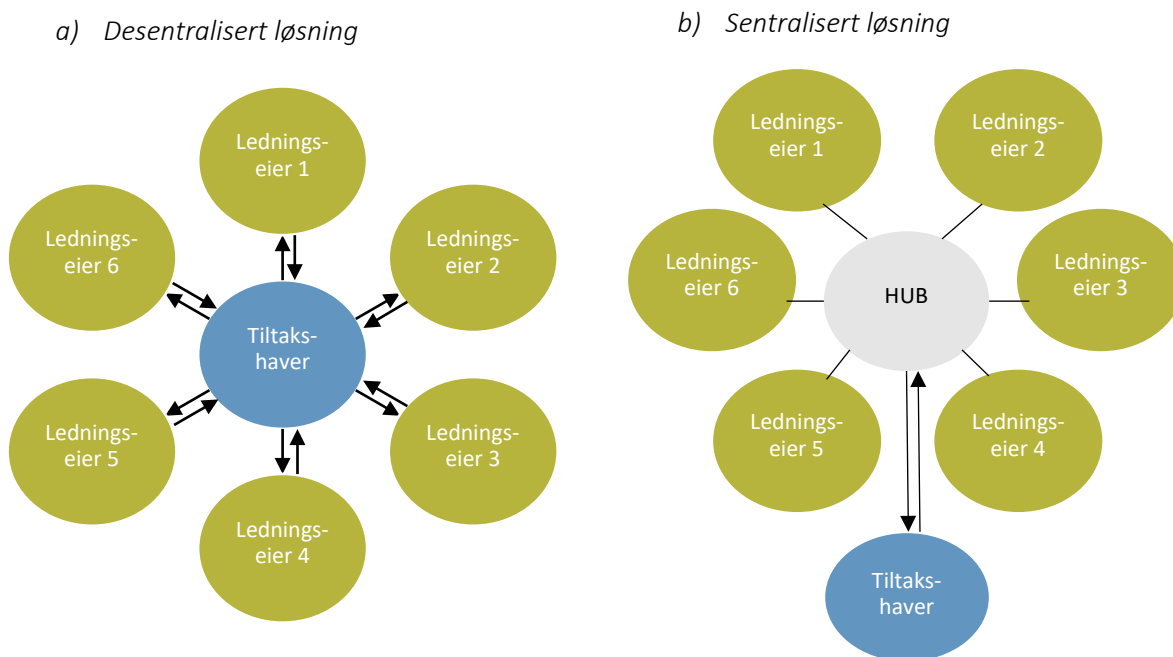 a) Desentralisert løsning
Lednings-
eier 1
Lednings-
eier 2
Lednings-
eier 3
Lednings-
eier 4
Lednings-
eier 5
Lednings-
eier 6
Tiltaks-
haver
b) Sentralisert løsning
Lednings-
eier 1
Lednings-
eier 2
Lednings-
eier 3
Lednings-
eier 4
Lednings-
eier 5
Lednings-
eier 6
HUB
Tiltaks-
haver